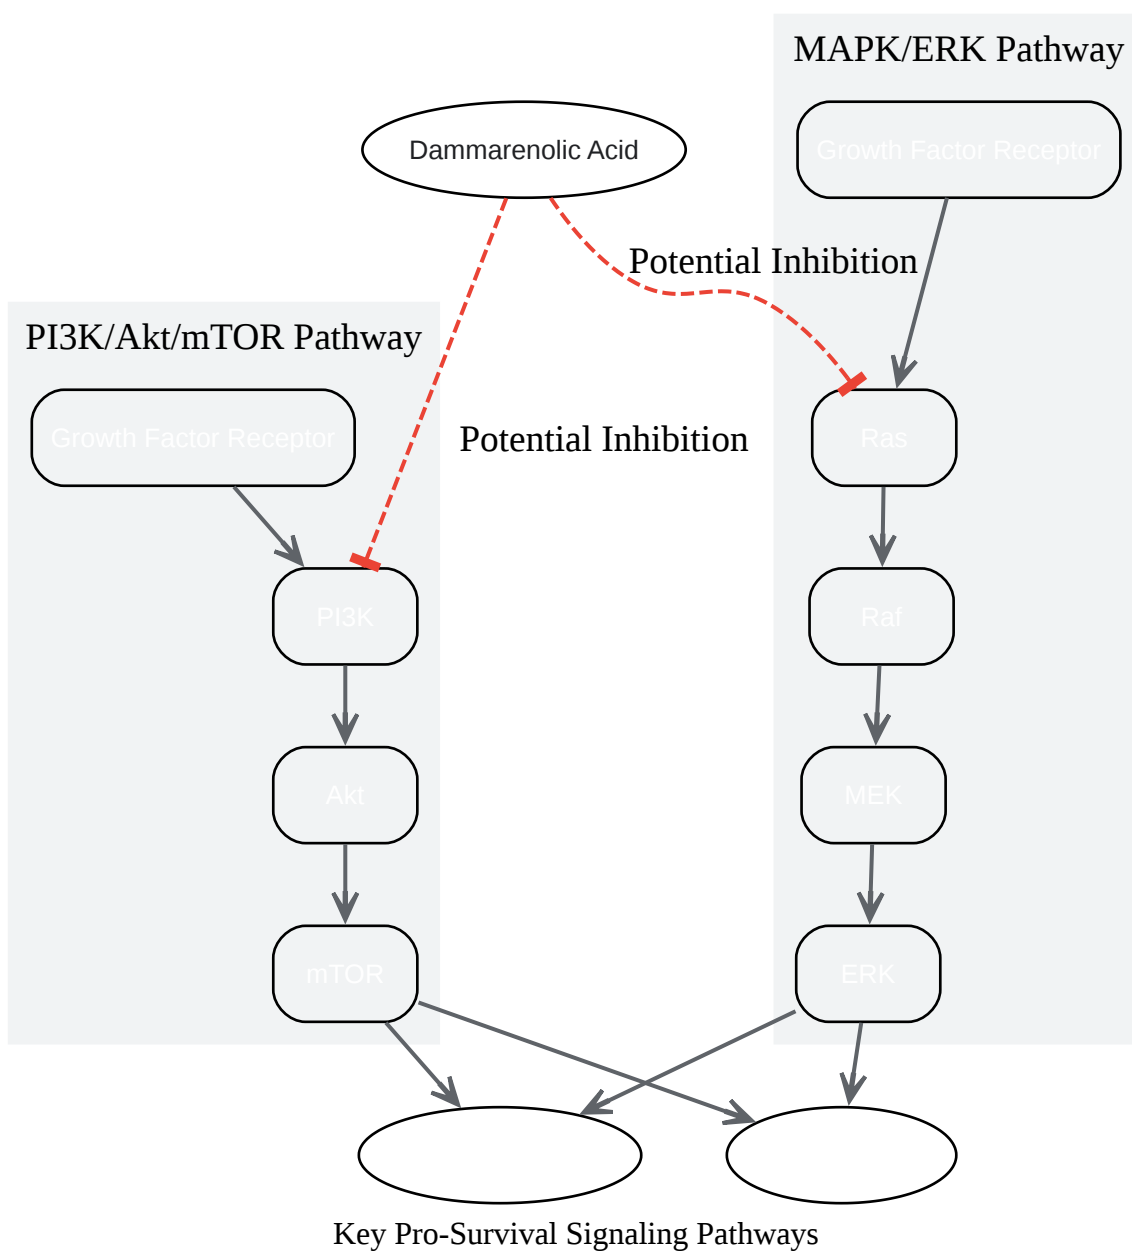 MAPK/ERK Pathway
Dammarenolic Acid
Growth Factor Receptor
Potential Inhibition
PI3K/Akt/mTOR Pathway
Growth Factor Receptor
Potential Inhibition
Ras
PI3K
Raf
Akt
MEK
mTOR
ERK
Key Pro-Survival Signaling Pathways